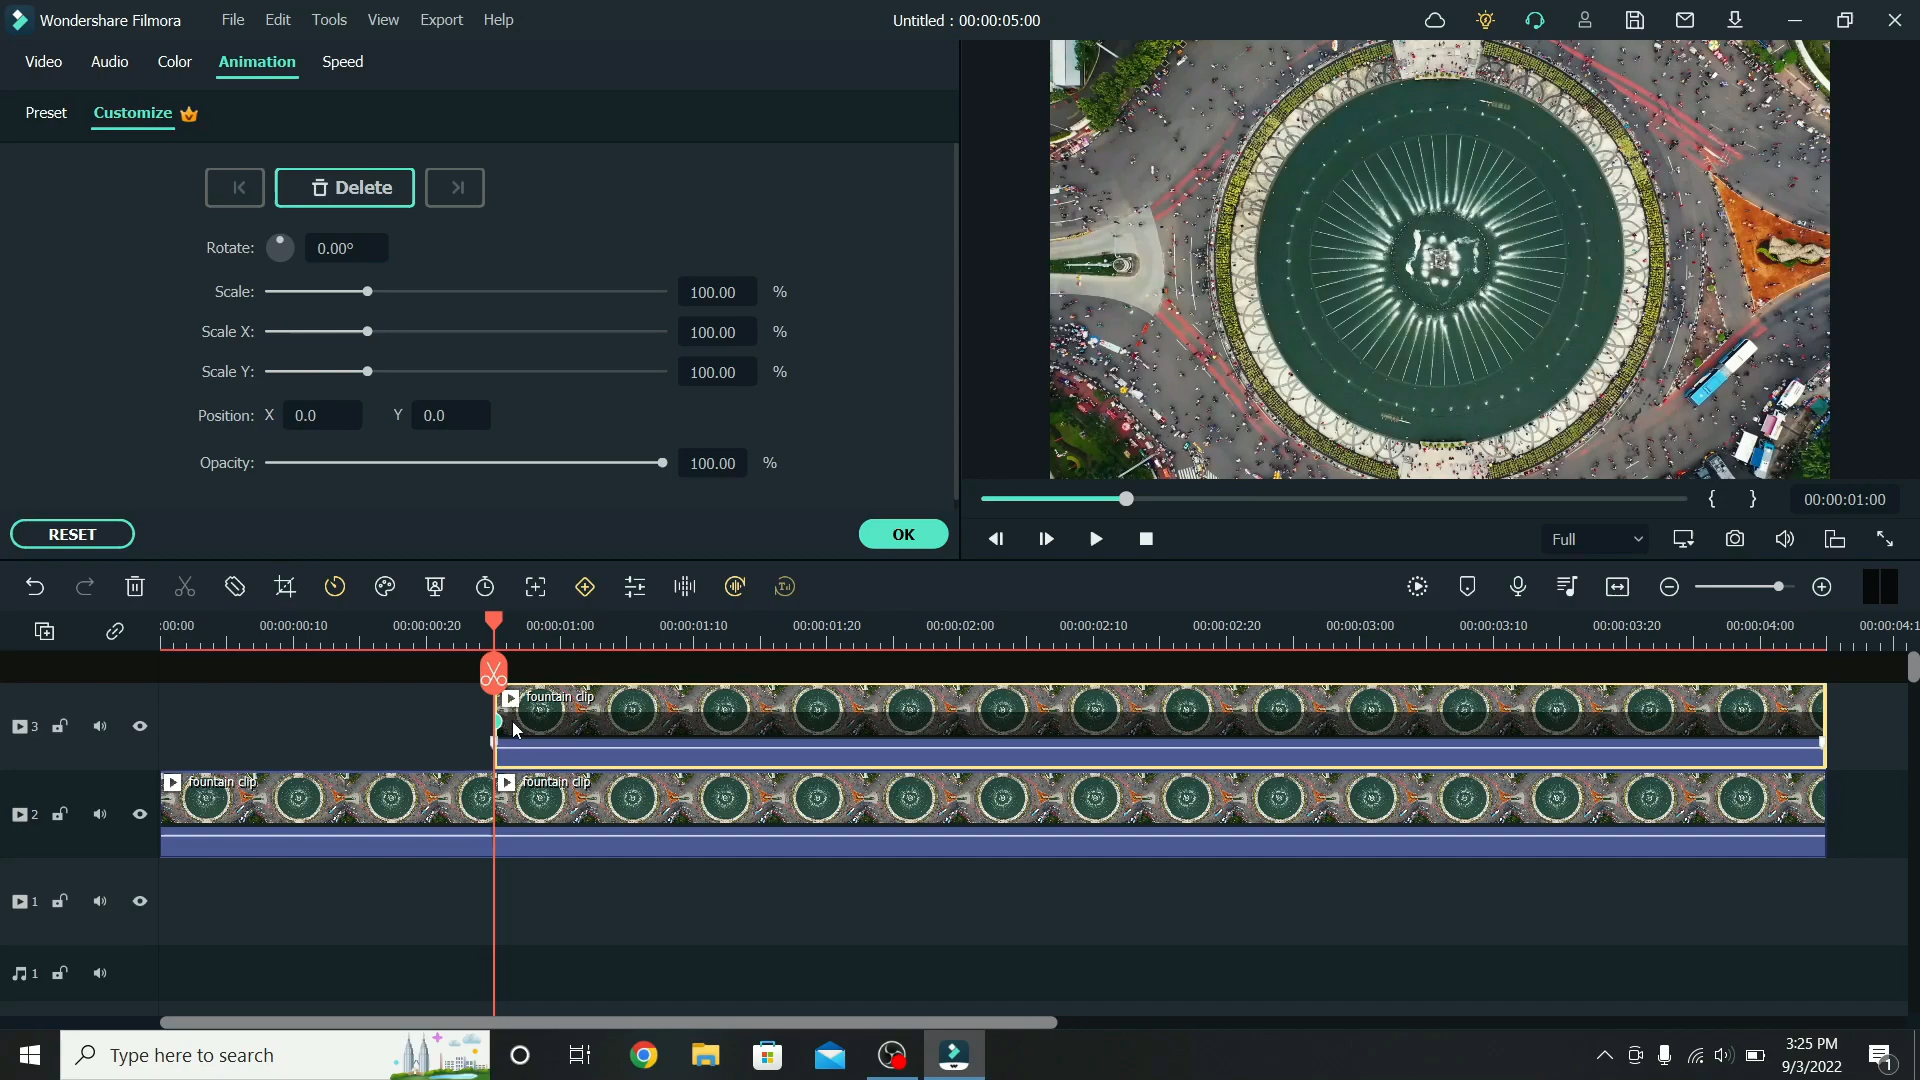 Wondershare Filmora File Edit Tools View Export Help Untitled : 00:00:05:00
Video Audio Color Animation Speed
Preset Customize
Delete
Rotate: 0.00°
Scale: 100.00 %
Scale X: 100.00 %
Scale Y: 100.00 %
Position: X 0.0 Y 0.0
Opacity: 100.00 %
{ } 00:00:01:00
RESET OK
Full
:00:00 00:00:00:10 00:00:00:20 00:00:01:00 00:00:01:10 00:00:01:20 00:00:02:00 00:00:02:10 00:00:02:20 00:00:03:00 00:00:03:10 00:00:03:20 00:00:04:00 00:00:04:1
fountain clip
3
fountain clip fountain clip
2
1
1
Type here to search
3:25 PM
9/3/2022
1